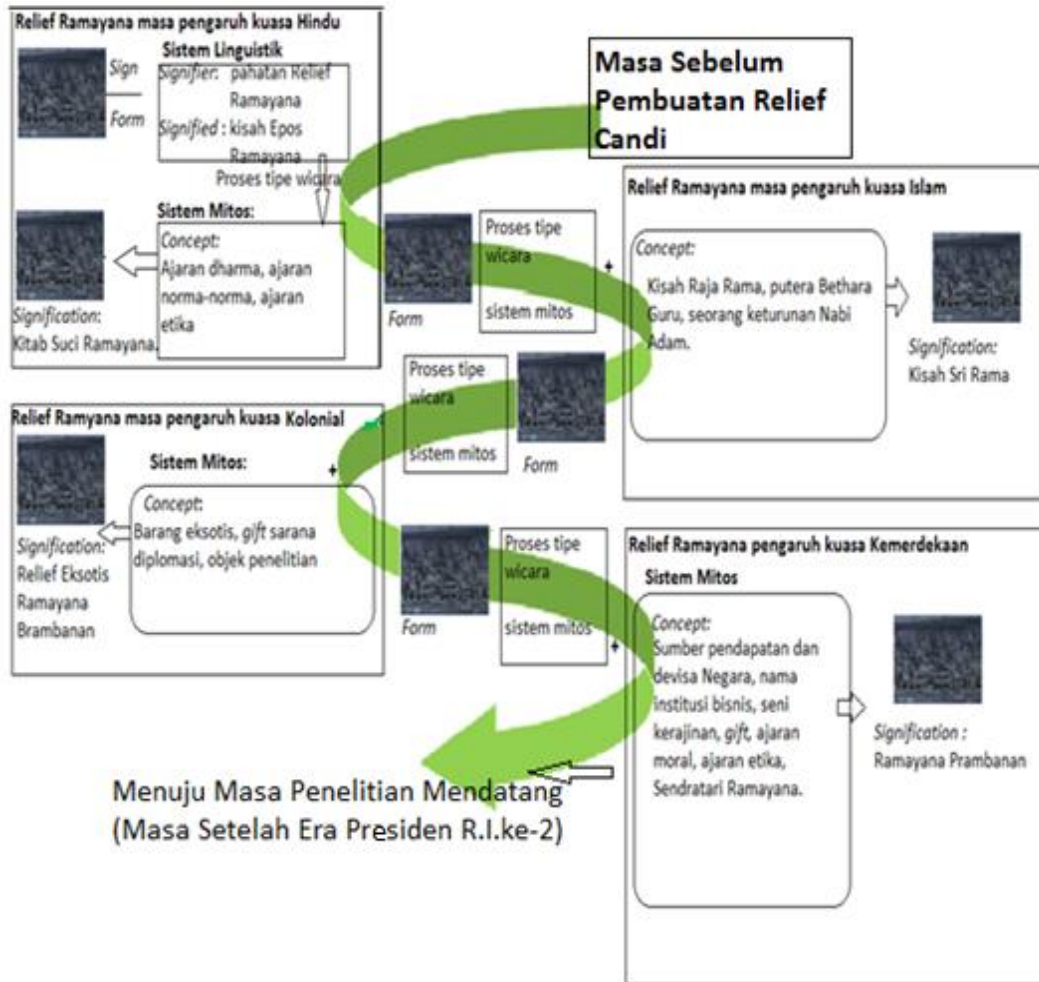 Relief Ramayana masa pengaruh kuasa Hindu
Sistem Linguistik
Sign
Form
Signifier: pahatan Relief
Ramayana
Signified : kisah Epos
Ramayana
Proses tipe wicara
Sistem Mitos:
Concept:
Ajaran dharma, ajaran
norma-norma, ajaran
etika
Signification:
Kitab Suci Ramayana.
Masa Sebelum
Pembuatan Relief
Candi
Form
Proses tipe
wicara
+
sistem mitos
Relief Ramayana masa pengaruh kuasa Islam
Concept:
Kisah Raja Rama, putera Bethara
Guru, seorang keturunan Nabi
Adam.
Signification:
Kisah Sri Rama
Proses tipe
wicara
sistem mitos
Form
Relief Ramyana masa pengaruh kuasa Kolonial
Sistem Mitos:
+
Concept:
Barang eksotis, gift sarana
diplomasi, objek penelitian
Signification:
Relief Eksotis
Ramayana
Brambanan
Form
Proses tipe
wicara
sistem mitos
+
Relief Ramayana pengaruh kuasa Kemerdekaan
Sistem Mitos
Concept:
Sumber pendapatan dan
devisa Negara, nama
institusi bisnis, seni
kerajinan, gift, ajaran
moral, ajaran etika,
Sendratari Ramayana.
Signification :
Ramayana Prambanan
Menuju Masa Penelitian Mendatang
(Masa Setelah Era Presiden R.I.ke-2)